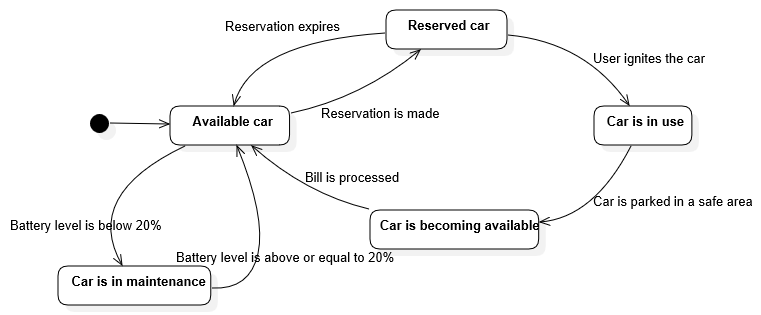 Reserved car
Reservation expires
User ignites the car
Reservation is made
Available car
Car is in use
Bill is processed
Car is parked in a safe area
Car is becoming available
Battery level is below 20%
Battery level is above or equal to 20%
Car is in maintenance